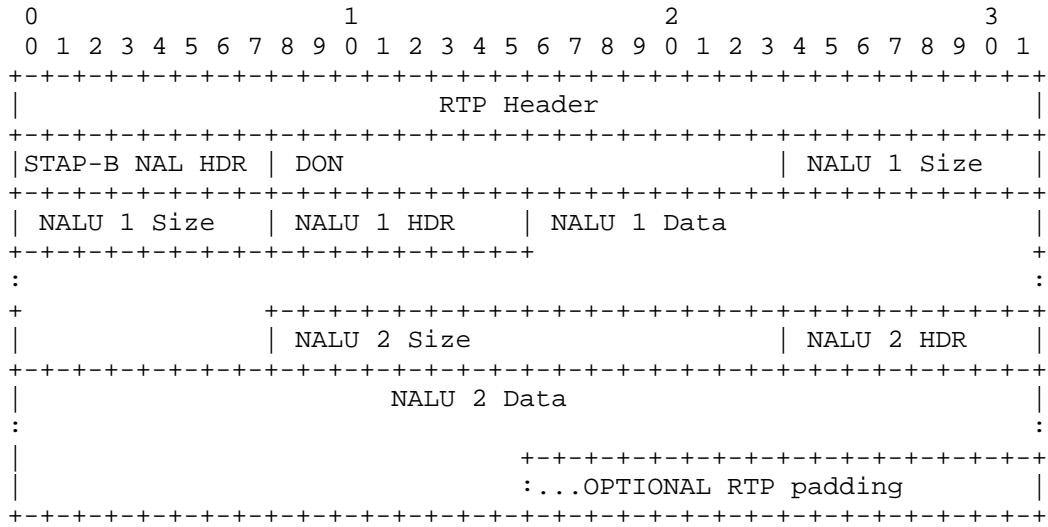 0                   1                   2                   3
 0 1 2 3 4 5 6 7 8 9 0 1 2 3 4 5 6 7 8 9 0 1 2 3 4 5 6 7 8 9 0 1
+-+-+-+-+-+-+-+-+-+-+-+-+-+-+-+-+-+-+-+-+-+-+-+-+-+-+-+-+-+-+-+-+
|                          RTP Header                           |
+-+-+-+-+-+-+-+-+-+-+-+-+-+-+-+-+-+-+-+-+-+-+-+-+-+-+-+-+-+-+-+-+
|STAP-B NAL HDR | DON                           | NALU 1 Size   |
+-+-+-+-+-+-+-+-+-+-+-+-+-+-+-+-+-+-+-+-+-+-+-+-+-+-+-+-+-+-+-+-+
| NALU 1 Size   | NALU 1 HDR    | NALU 1 Data                   |
+-+-+-+-+-+-+-+-+-+-+-+-+-+-+-+-+                               +
:                                                               :
+               +-+-+-+-+-+-+-+-+-+-+-+-+-+-+-+-+-+-+-+-+-+-+-+-+
|               | NALU 2 Size                   | NALU 2 HDR    |
+-+-+-+-+-+-+-+-+-+-+-+-+-+-+-+-+-+-+-+-+-+-+-+-+-+-+-+-+-+-+-+-+
|                       NALU 2 Data                             |
:                                                               :
|                               +-+-+-+-+-+-+-+-+-+-+-+-+-+-+-+-+
|                               :...OPTIONAL RTP padding        |
+-+-+-+-+-+-+-+-+-+-+-+-+-+-+-+-+-+-+-+-+-+-+-+-+-+-+-+-+-+-+-+-+